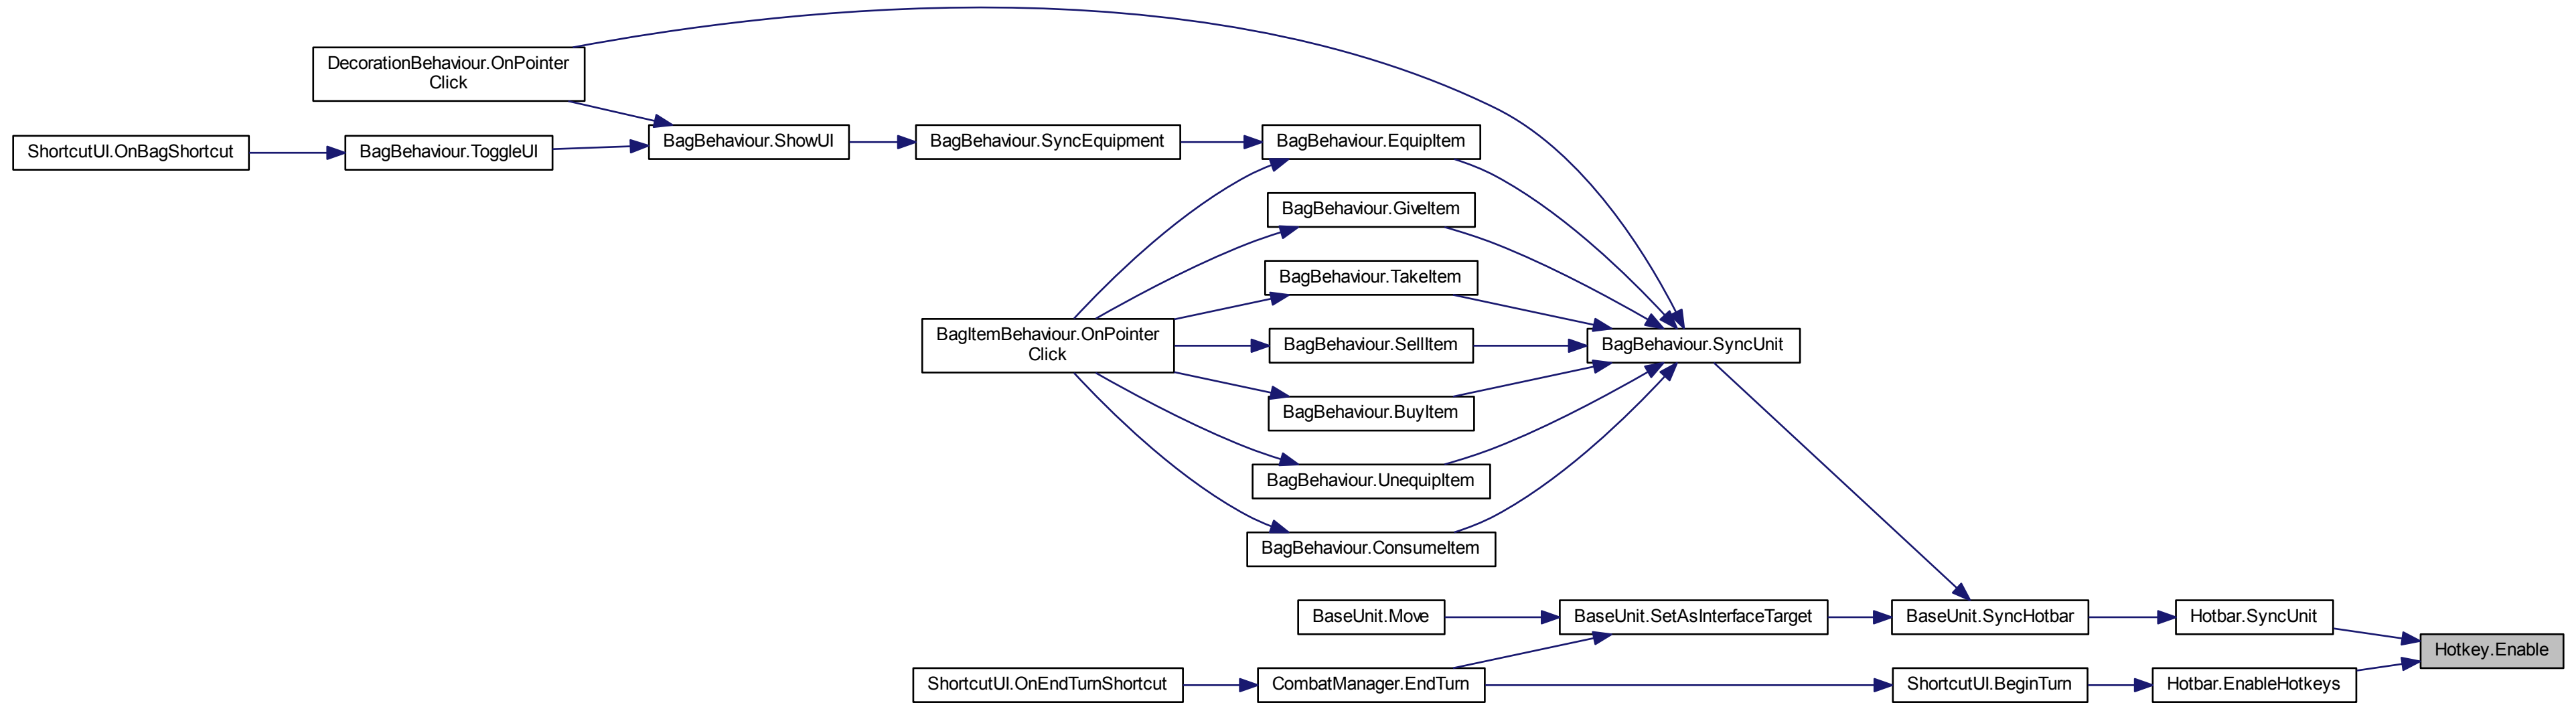 DecorationBehaviour.OnPointer
Click
ShortcutUI.OnBagShortcut
BagBehaviour.ToggleUI
BagBehaviour.ShowUI
BagBehaviour.SyncEquipment
BagBehaviour.EquipItem
BagBehaviour.GiveItem
BagBehaviour.TakeItem
BagItemBehaviour.OnPointer
Click
BagBehaviour.SellItem
BagBehaviour.SyncUnit
BagBehaviour.BuyItem
BagBehaviour.UnequipItem
BagBehaviour.ConsumeItem
BaseUnit.Move
BaseUnit.SetAsInterfaceTarget
BaseUnit.SyncHotbar
Hotbar.SyncUnit
Hotkey.Enable
ShortcutUI.OnEndTurnShortcut
CombatManager.EndTurn
ShortcutUI.BeginTurn
Hotbar.EnableHotkeys